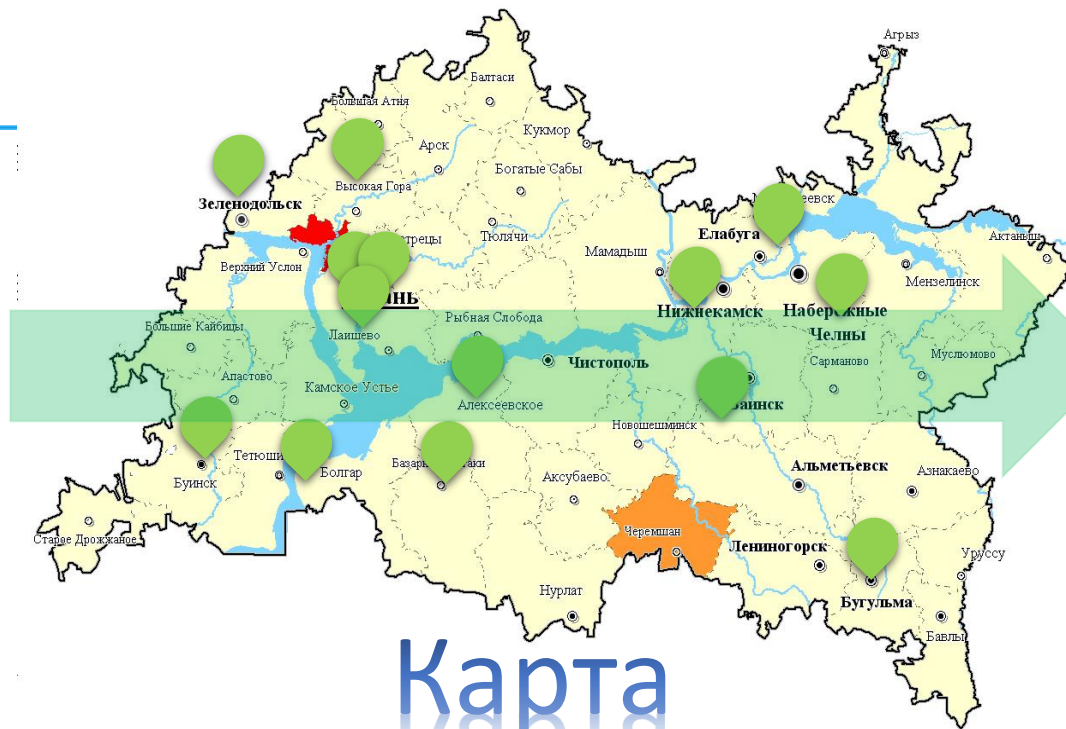 Агрыз
Балтаси
Большая Атня
Кукмор
Арск
Богатые Сабы
Высокая Гора
Зеленодольск
Елабуга
Тюлячи
Актаныш
Верхний Услон
Мамадыш
Мензелинск
Нижнекамск
Набережные
Челны
Рыбная Слобода
Большие Кайбицы
Лаишево
Чистополь
Сарманово
Муслюмово
Апастово
Камское Устье
Алексеевское
Новошешминск
Тетюши
Болгар
Буинск
Альметьевск
Азнакаево
Аксубаево
Старое Дрожжаное
Черемшан
Лениногорск
Уруссу
Нурлат
Бугульма
Бавлы
Карта